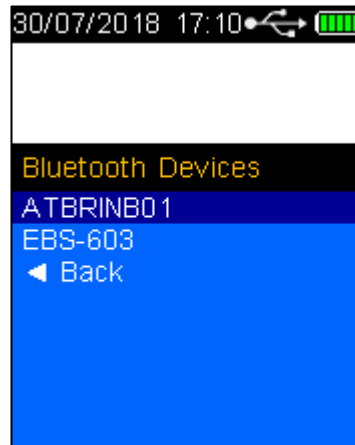 30/07/2018 17:10
Bluetooth Devices
ATBRINB01
EBS-603
◄ Back